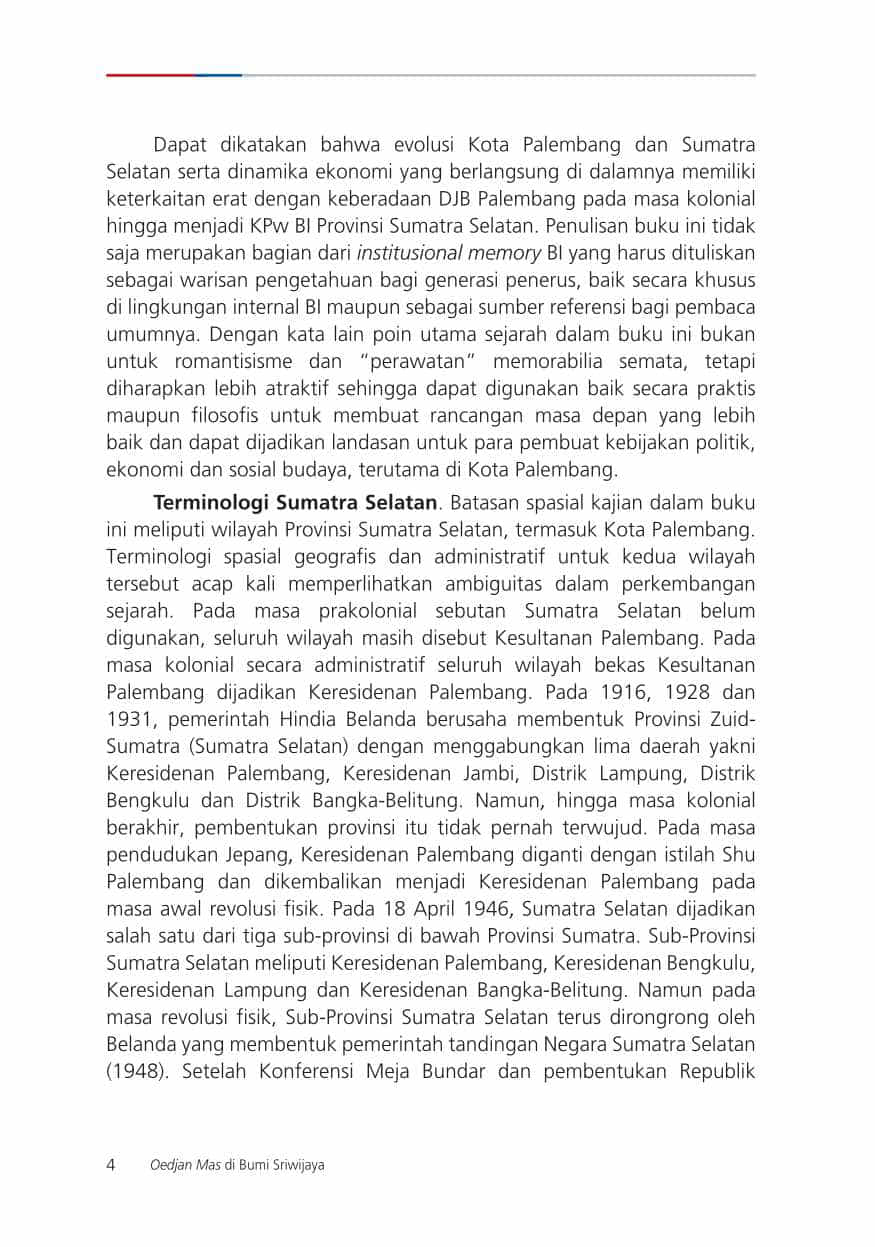 Dapat dikatakan bahwa evolusi Kota Palembang dan Sumatra
Selatan serta dinamika ekonomi yang berlangsung di dalamnya memiliki
keterkaitan erat dengan keberadaan DJB Palembang pada masa kolonial
hingga menjadi KPw BI Provinsi Sumatra Selatan. Penulisan buku ini tidak
saja merupakan bagian dari institusional memory BI yang harus dituliskan
sebagai warisan pengetahuan bagi generasi penerus, baik secara khusus
di lingkungan internal BI maupun sebagai sumber referensi bagi pembaca
umumnya. Dengan kata lain poin utama sejarah dalam buku ini bukan
untuk romantisisme dan “perawatan” memorabilia semata, tetapi
diharapkan lebih atraktif sehingga dapat digunakan baik secara praktis
maupun filosofis untuk membuat rancangan masa depan yang lebih
baik dan dapat dijadikan landasan untuk para pembuat kebijakan politik,
ekonomi dan sosial budaya, terutama di Kota Palembang.
Terminologi Sumatra Selatan. Batasan spasial kajian dalam buku
ini meliputi wilayah Provinsi Sumatra Selatan, termasuk Kota Palembang.
Terminologi spasial geografis dan administratif untuk kedua wilayah
tersebut acap kali memperlihatkan ambiguitas dalam perkembangan
sejarah. Pada masa prakolonial sebutan Sumatra Selatan belum
digunakan, seluruh wilayah masih disebut Kesultanan Palembang. Pada
masa kolonial secara administratif seluruh wilayah bekas Kesultanan
Palembang dijadikan Keresidenan Palembang. Pada 1916, 1928 dan
1931, pemerintah Hindia Belanda berusaha membentuk Provinsi Zuid-
Sumatra (Sumatra Selatan) dengan menggabungkan lima daerah yakni
Keresidenan Palembang, Keresidenan Jambi, Distrik Lampung, Distrik
Bengkulu dan Distrik Bangka-Belitung. Namun, hingga masa kolonial
berakhir, pembentukan provinsi itu tidak pernah terwujud. Pada masa
pendudukan Jepang, Keresidenan Palembang diganti dengan istilah Shu
Palembang dan dikembalikan menjadi Keresidenan Palembang pada
masa awal revolusi fisik. Pada 18 April 1946, Sumatra Selatan dijadikan
salah satu dari tiga sub-provinsi di bawah Provinsi Sumatra. Sub-Provinsi
Sumatra Selatan meliputi Keresidenan Palembang, Keresidenan Bengkulu,
Keresidenan Lampung dan Keresidenan Bangka-Belitung. Namun pada
masa revolusi fisik, Sub-Provinsi Sumatra Selatan terus dirongrong oleh
Belanda yang membentuk pemerintah tandingan Negara Sumatra Selatan
(1948). Setelah Konferensi Meja Bundar dan pembentukan Republik
4 Oedjan Mas di Bumi Sriwijaya